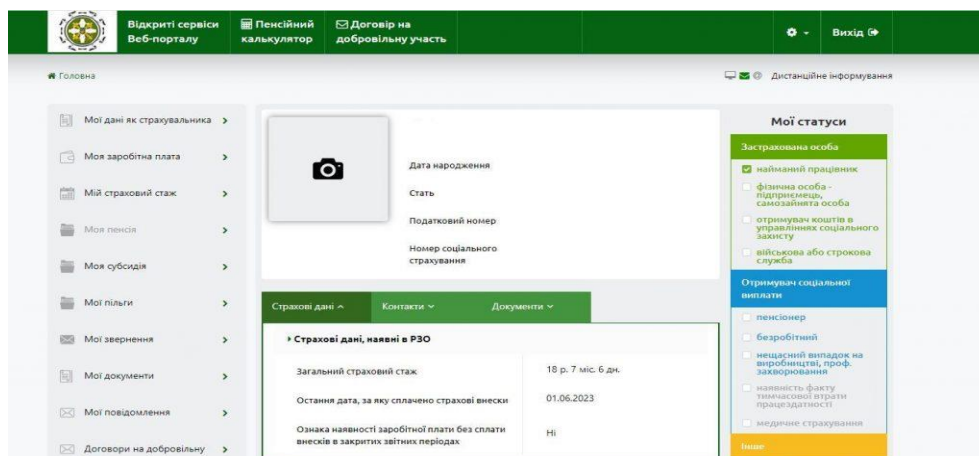 Відкриті сервіси
Веб-порталу
Пенсійний
калькулятор
Договір на
добровільну участь
Вихід
Головна
Дистанційне інформування
Мої дані як страхувальника
Моя заробітна плата
Мій страховий стаж
Моя пенсія
Моя субсидія
Мої пільги
Мої звернення
Мої документи
Мої повідомлення
Договори на добровільну
Дата народження
Стать
Податковий номер
Номер соціального
страхування
Страхові дані
Контакти
Документи
Страхові дані, наявні в РЗО
Загальний страховий стаж
18 р. 7 міс. 6 дн.
Остання дата, за яку сплачено страхові внески
01.06.2023
Ознака наявності заробітної плати без сплати
внесків в закритих звітних періодах
Ні
Мої статуси
Застрахована особа
найманий працівник
фізична особа -
підприємець,
самозайнята особа
отримувач коштів в
управліннях соціального
захисту
військова або строкова
служба
Отримувач соціальної
виплати
пенсіонер
безробітний
нещасний випадок на
виробництві, проф.
захворювання
наявність факту
тимчасової втрати
працездатності
медичне страхування
Інше